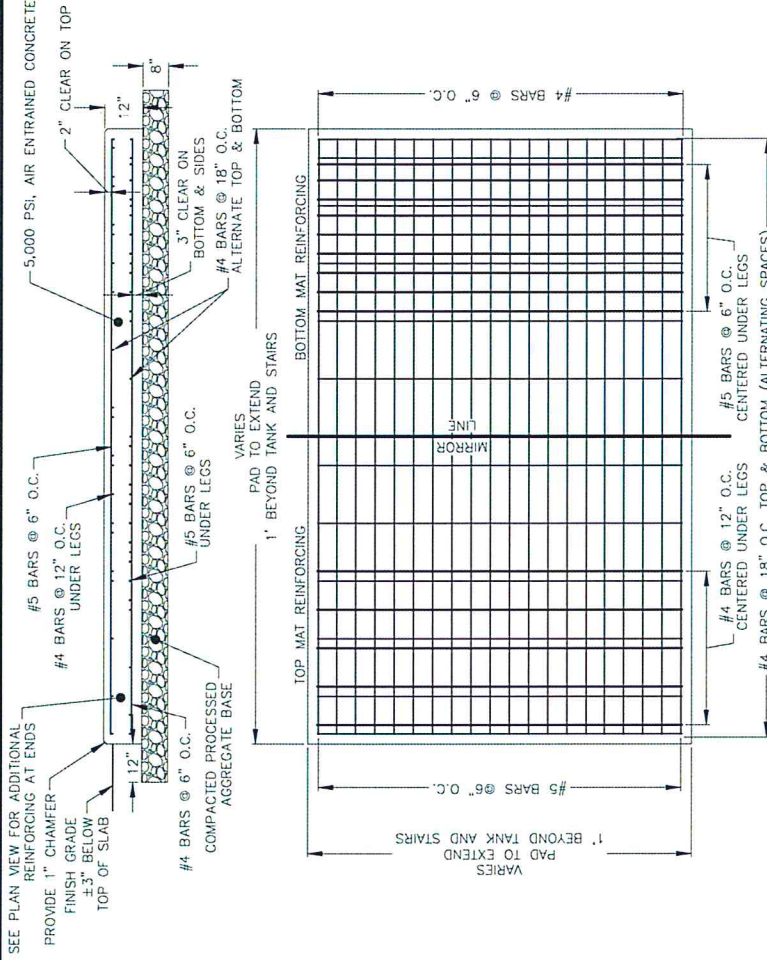 SEE PLAN VIEW FOR ADDITIONAL
REINFORCING AT ENDS
PROVIDE 1" CHAMFER
FINISH GRADE
±3" BELOW
TOP OF SLAB
#5 BARS @ 6" O.C.
#4 BARS @ 12" O.C.
UNDER LEGS
5,000 PSI, AIR ENTRAINED CONCRETE
2" CLEAR ON TOP
12"
8"
12"
#4 BARS @ 6" O.C.
COMPACTED PROCESSED
AGGREGATE BASE
#5 BARS @ 6" O.C.
UNDER LEGS
3" CLEAR ON
BOTTOM & SIDES
#4 BARS @ 18" O.C.
ALTERNATE TOP & BOTTOM
VARIES
PAD TO EXTEND
1' BEYOND TANK AND STAIRS
TOP MAT REINFORCING
BOTTOM MAT REINFORCING
MIRROR
LINE
VARIES
PAD TO EXTEND
1' BEYOND TANK AND STAIRS
#5 BARS @6" O.C.
#4 BARS @ 6" O.C.
#4 BARS @ 12" O.C.
CENTERED UNDER LEGS
#5 BARS @ 6" O.C.
CENTERED UNDER LEGS
#4 BARS @ 18" O.C. TOP & BOTTOM (ALTERNATING SPACES)